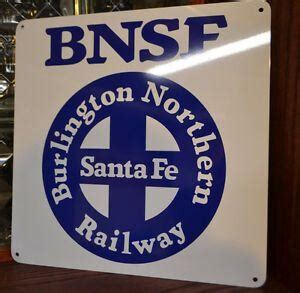 BNSF
Burlington Northern
Santa Fe
Railway